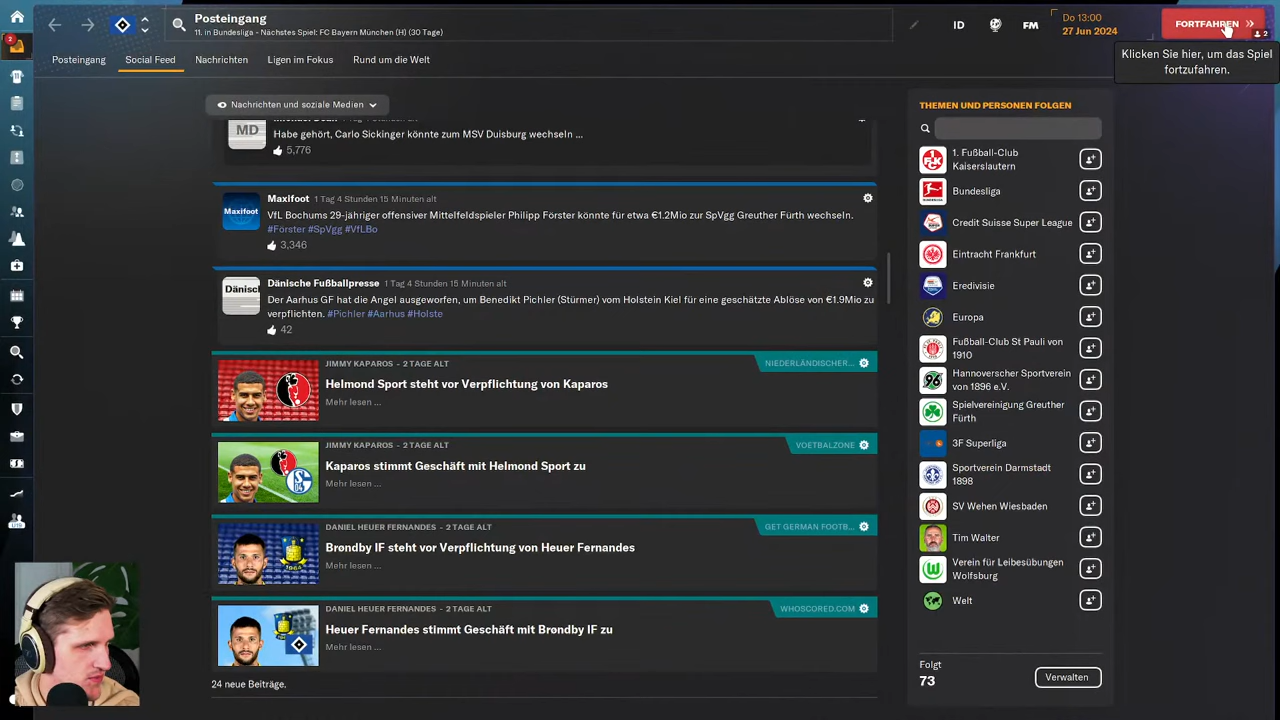 2
Posteingang
11. in Bundesliga - Nächstes Spiel: FC Bayern München (H) (30 Tage)
ID
FM
Do 13:00
27 Jun 2024
FORTFAHREN
2
Klicken Sie hier, um das Spiel
fortzufahren.
Posteingang
Social Feed
Nachrichten
Ligen im Fokus
Rund um die Welt
Nachrichten und soziale Medien
MD
Habe gehört, Carlo Sickinger könnte zum MSV Duisburg wechseln ...
5,776
Maxifoot
Maxifoot 1 Tag 4 Stunden 15 Minuten alt
VfL Bochums 29-jähriger offensiver Mittelfeldspieler Philipp Förster könnte für etwa €1.2Mio zur SpVgg Greuther Fürth wechseln.
#Förster #SpVgg #VfLBo
3,346
Dänisc
Dänische Fußballpresse 1 Tag 4 Stunden 15 Minuten alt
Der Aarhus GF hat die Angel ausgeworfen, um Benedikt Pichler (Stürmer) vom Holstein Kiel für eine geschätzte Ablöse von €1.9Mio zu
verpflichten. #Pichler #Aarhus #Holste
42
JIMMY KAPAROS - 2 TAGE ALT
NIEDERLÄNDISCHER...
Helmond Sport steht vor Verpflichtung von Kaparos
Mehr lesen ...
JIMMY KAPAROS - 2 TAGE ALT
VOETBALZONE
Kaparos stimmt Geschäft mit Helmond Sport zu
Mehr lesen ...
DANIEL HEUER FERNANDES - 2 TAGE ALT
GET GERMAN FOOTB...
Brøndby IF steht vor Verpflichtung von Heuer Fernandes
Mehr lesen ...
DANIEL HEUER FERNANDES - 2 TAGE ALT
WHOSCORED.COM
Heuer Fernandes stimmt Geschäft mit Brøndby IF zu
Mehr lesen ...
24 neue Beiträge.
THEMEN UND PERSONEN FOLGEN
1. Fußball-Club
Kaiserslautern
Bundesliga
Credit Suisse Super League
Eintracht Frankfurt
Eredivisie
Europa
Fußball-Club St Pauli von
1910
Hannoverscher Sportverein
von 1896 e.V.
Spielvereinigung Greuther
Fürth
3F Superliga
Sportverein Darmstadt
1898
SV Wehen Wiesbaden
Tim Walter
Verein für Leibesübungen
Wolfsburg
Welt
Folgt
73
Verwalten
U19